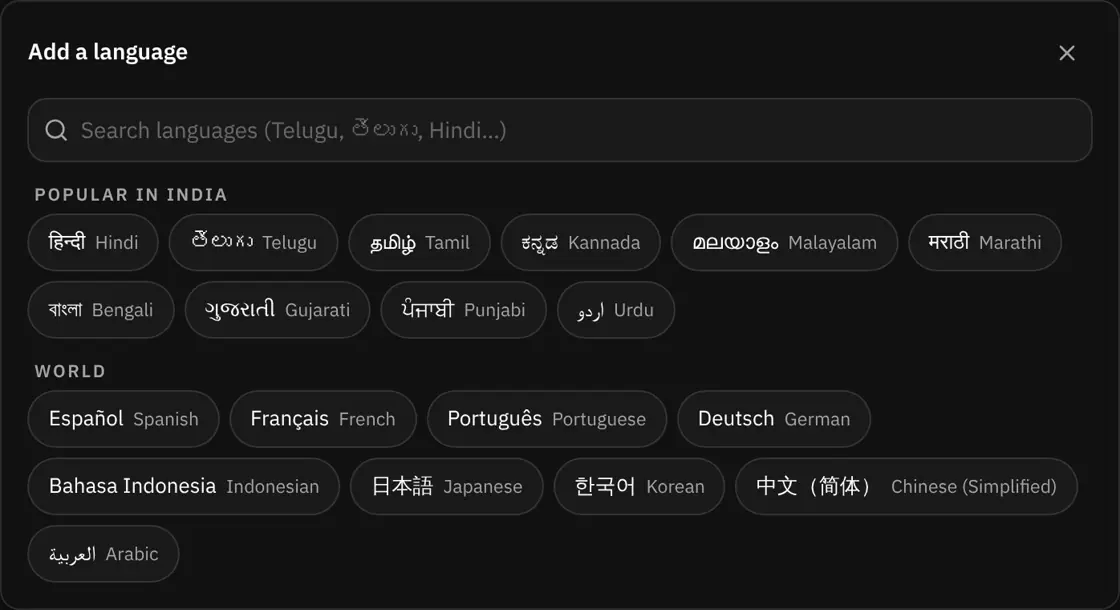 Add a language
Search languages (Telugu, తెలుగు, Hindi...)
POPULAR IN INDIA
हिन्दी Hindi తెలుగు Telugu தமிழ் Tamil ಕನ್ನಡ Kannada മലയാളം Malayalam मराठी Marathi
বাংলা Bengali ગુજરાતી Gujarati ਪੰਜਾਬੀ Punjabi اردو Urdu
WORLD
Español Spanish Français French Português Portuguese Deutsch German
Bahasa Indonesia Indonesian 日本語 Japanese 한국어 Korean 中文（简体） Chinese (Simplified)
العربية Arabic